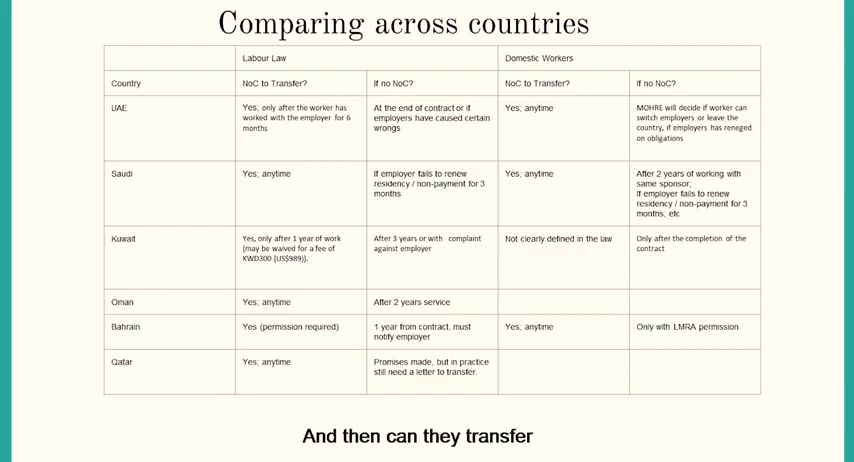 Comparing across countries
Labour Law
Domestic Workers
Country
NoC to Transfer?
If no NoC?
NoC to Transfer?
If no NoC?
UAE
Yes; only after the worker has
worked with the employer for 6
months
At the end of contract or if
employers have caused certain
wrongs
Yes; anytime
MOHRE will decide if worker can
switch employers or leave the
country, if employers has reneged
on obligations
Saudi
Yes; anytime
If employer fails to renew
residency / non-payment for 3
months
Yes; anytime
After 2 years of working with
same sponsor;
If employer fails to renew
residency / non-payment for 3
months, etc
Kuwait
Yes, only after 1 year of work
(may be waived for a fee of
KWD300 (US$989)).
After 3 years or with complaint
against employer
Not clearly defined in the law
Only after the completion of the
contract
Oman
Yes; anytime
After 2 years service
Bahrain
Yes (permission required)
1 year from contract, must
notify employer
Yes; anytime
Only with LMRA permission
Qatar
Yes; anytime
Promises made, but in practice
still need a letter to transfer.
And then can they transfer